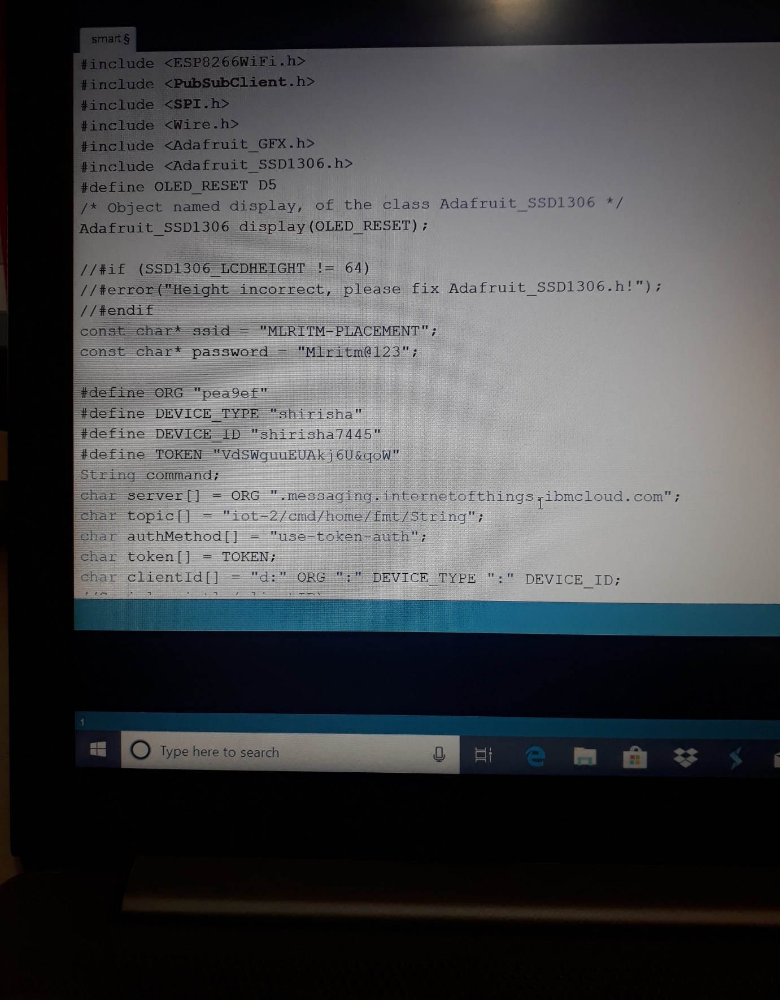 smart §
#include <ESP8266WiFi.h>
#include <PubSubClient.h>
#include <SPI.h>
#include <Wire.h>
#include <Adafruit_GFX.h>
#include <Adafruit_SSD1306.h>
#define OLED_RESET D5
/* Object named display, of the class Adafruit_SSD1306 */
Adafruit_SSD1306 display(OLED_RESET);
//#if (SSD1306_LCDHEIGHT != 64)
//#error("Height incorrect, please fix Adafruit_SSD1306.h!");
//#endif
const char* ssid = "MLRITM-PLACEMENT";
const char* password = "Mlritm@123";
#define ORG "pea9ef"
#define DEVICE_TYPE "shirisha"
#define DEVICE_ID "shirisha7445"
#define TOKEN "VdSWguuEUAkj6U&qoW"
String command;
char server[] = ORG ".messaging.internetofthings.ibmcloud.com";
char topic[] = "iot-2/cmd/home/fmt/String";
char authMethod[] = "use-token-auth";
char token[] = TOKEN;
char clientId[] = "d:" ORG ":" DEVICE_TYPE ":" DEVICE_ID;
1
Type here to search